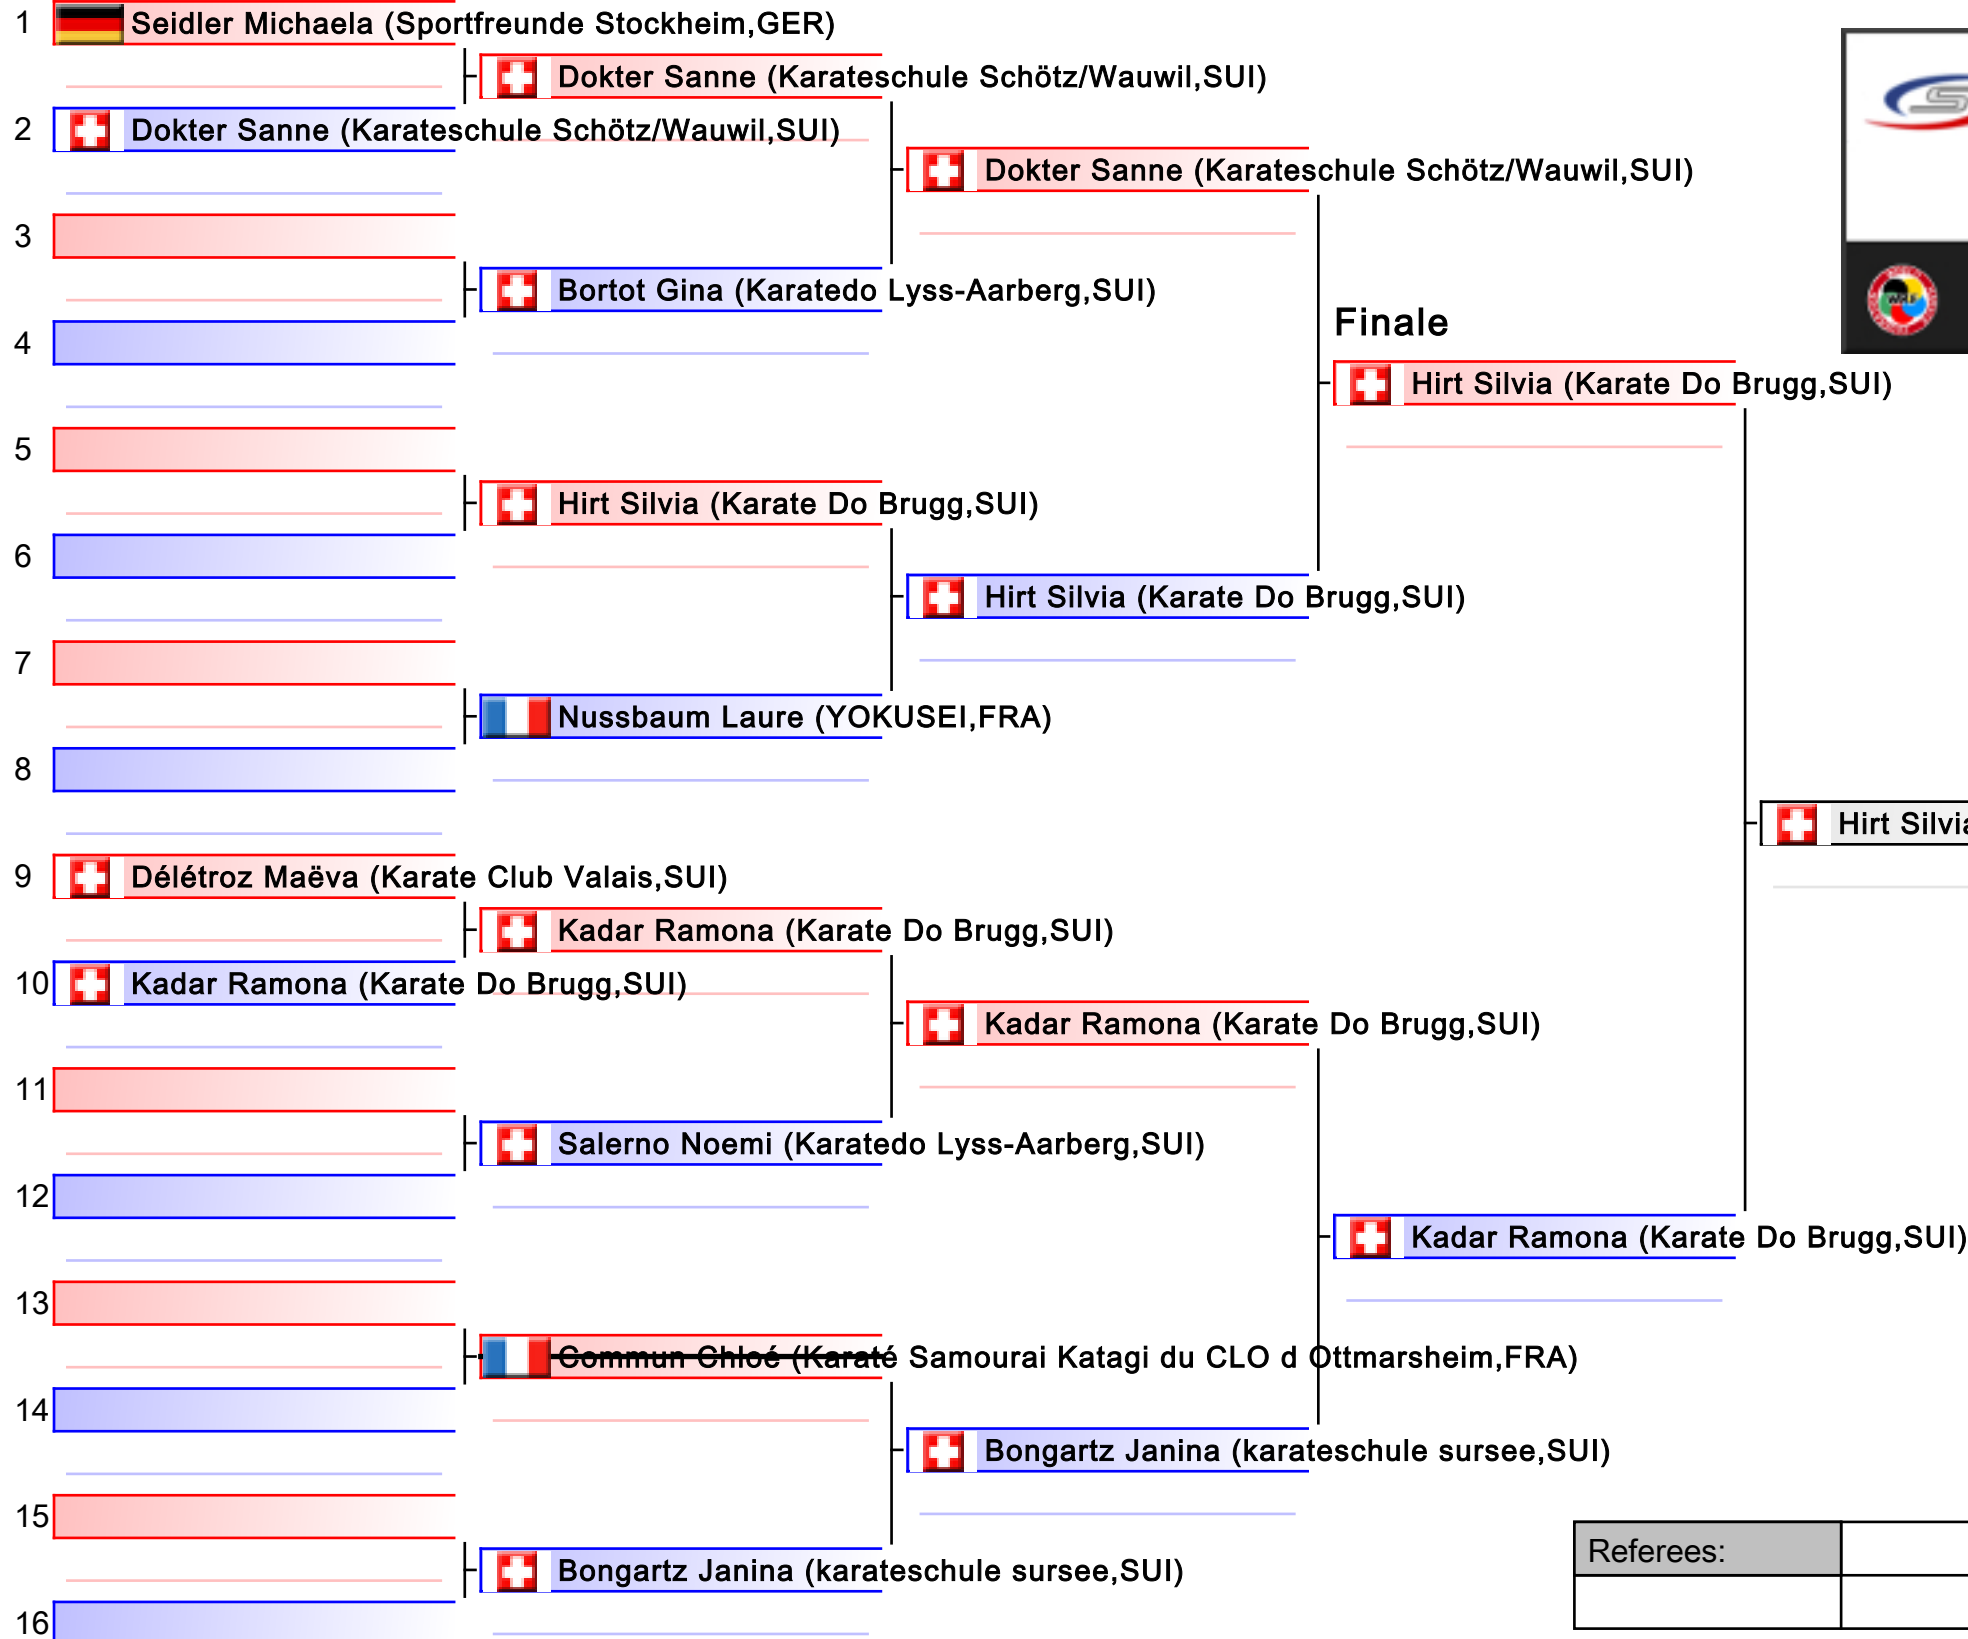 1 Seidler Michaela (Sportfreunde Stockheim,GER)
Dokter Sanne (Karateschule Schötz/Wauwil,SUI)
2 Dokter Sanne (Karateschule Schötz/Wauwil,SUI)
Dokter Sanne (Karateschule Schötz/Wauwil,SUI)
3
Bortot Gina (Karatedo Lyss-Aarberg,SUI)
Finale
4
Hirt Silvia (Karate Do Brugg,SUI)
5
Hirt Silvia (Karate Do Brugg,SUI)
6
Hirt Silvia (Karate Do Brugg,SUI)
7
Nussbaum Laure (YOKUSEI,FRA)
8
Hirt Silvia
9 Délétroz Maëva (Karate Club Valais,SUI)
Kadar Ramona (Karate Do Brugg,SUI)
10 Kadar Ramona (Karate Do Brugg,SUI)
Kadar Ramona (Karate Do Brugg,SUI)
11
Salerno Noemi (Karatedo Lyss-Aarberg,SUI)
12
Kadar Ramona (Karate Do Brugg,SUI)
13
Commun Chloé (Karaté Samourai Katagi du CLO d Ottmarsheim,FRA)
14
Bongartz Janina (karateschule sursee,SUI)
15
Referees:
Bongartz Janina (karateschule sursee,SUI)
16